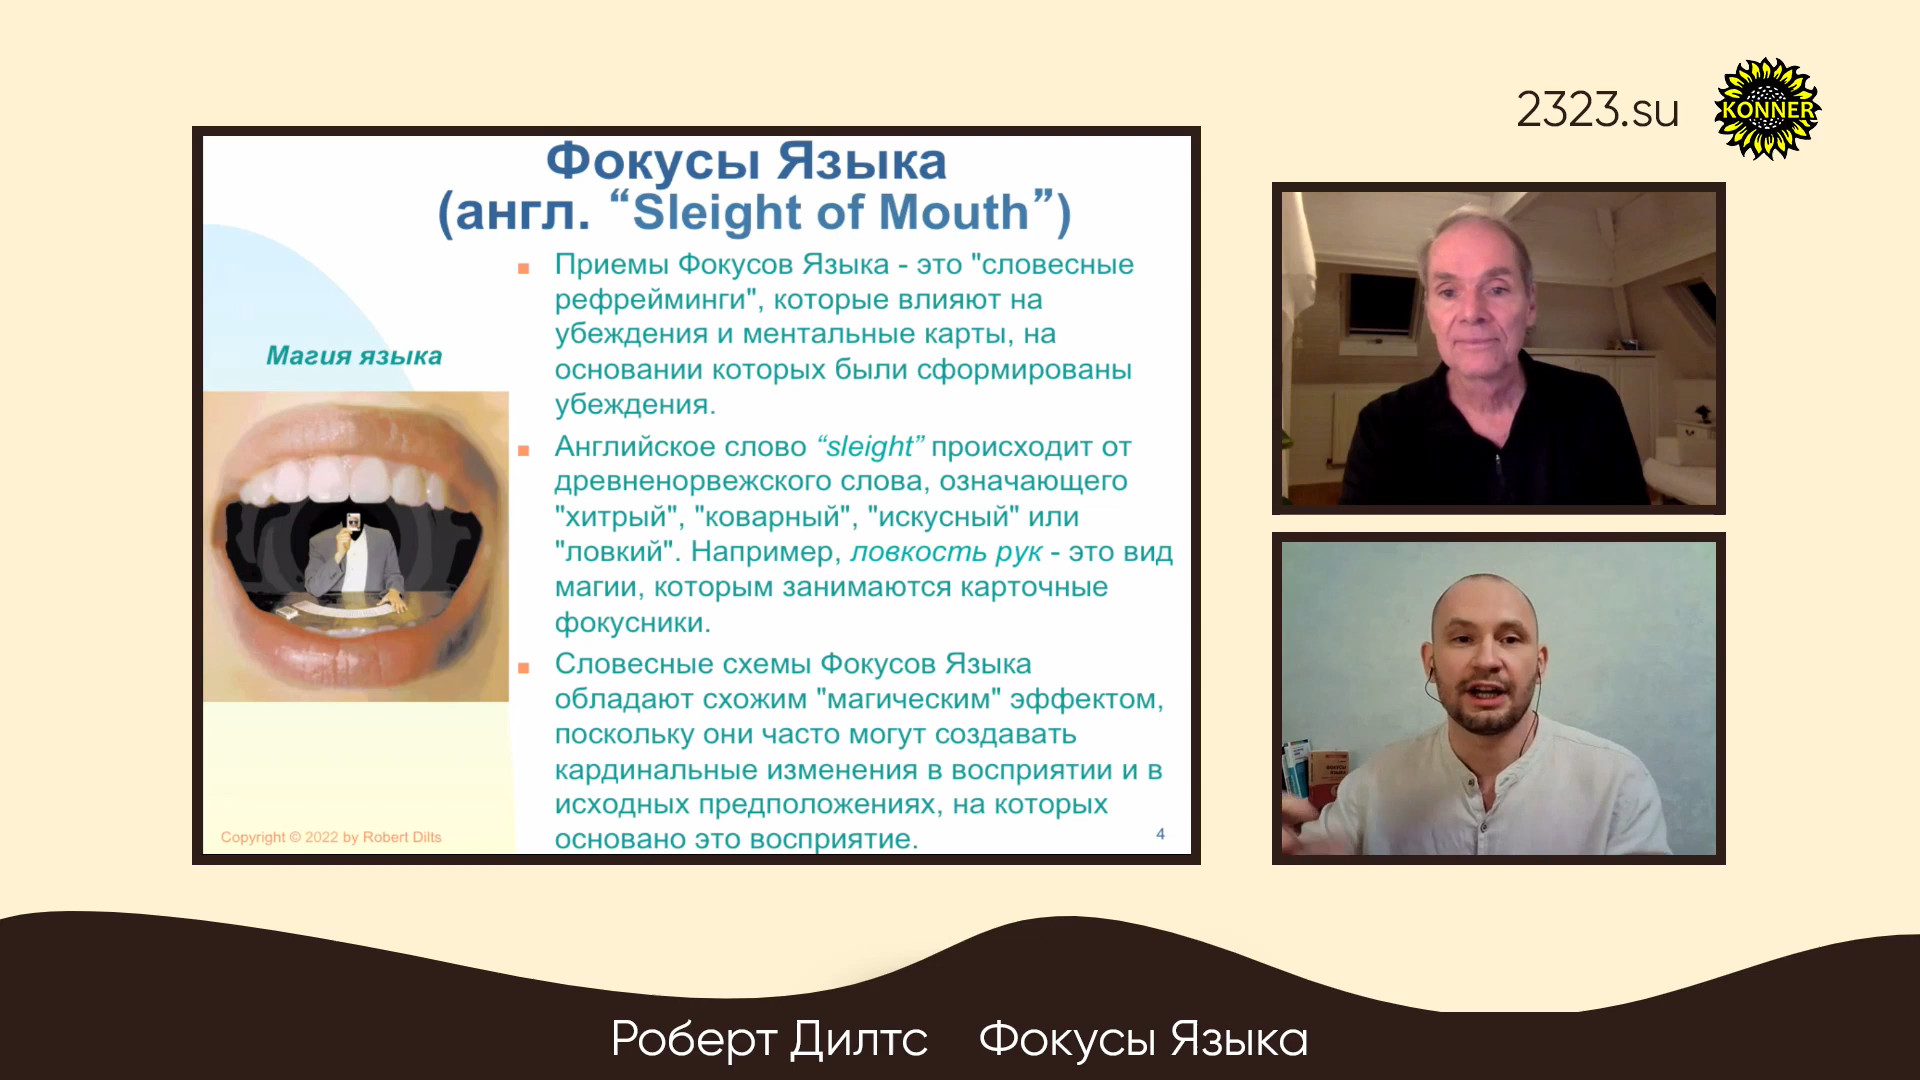 2323.su
KONNER
Фокусы Языка
(англ. “Sleight of Mouth”)
Магия языка
Приемы Фокусов Языка - это "словесные
рефрейминги", которые влияют на
убеждения и ментальные карты, на
основании которых были сформированы
убеждения.
Английское слово “sleight” происходит от
древненорвежского слова, означающего
"хитрый", "коварный", "искусный" или
"ловкий". Например, ловкость рук - это вид
магии, которым занимаются карточные
фокусники.
Словесные схемы Фокусов Языка
обладают схожим "магическим" эффектом,
поскольку они часто могут создавать
кардинальные изменения в восприятии и в
исходных предположениях, на которых
основано это восприятие.
Copyright © 2022 by Robert Dilts
4
Роберт Дилтс Фокусы Языка